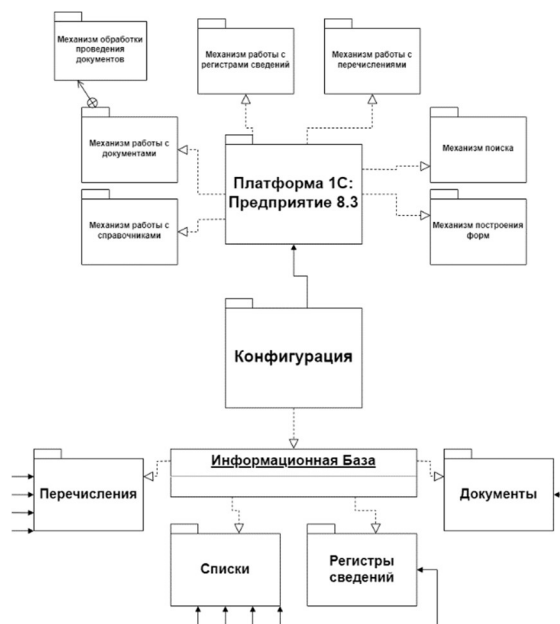 Механизм обработки
проведения
документов
Механизм работы с
регистрами сведений
Механизм работы с
перечислениями
Механизм работы с
документами
Платформа 1С:
Предприятие 8.3
Механизм поиска
Механизм работы с
справочниками
Механизм построения
форм
Конфигурация
Информационная База
Перечисления
Документы
Списки
Регистры
сведений